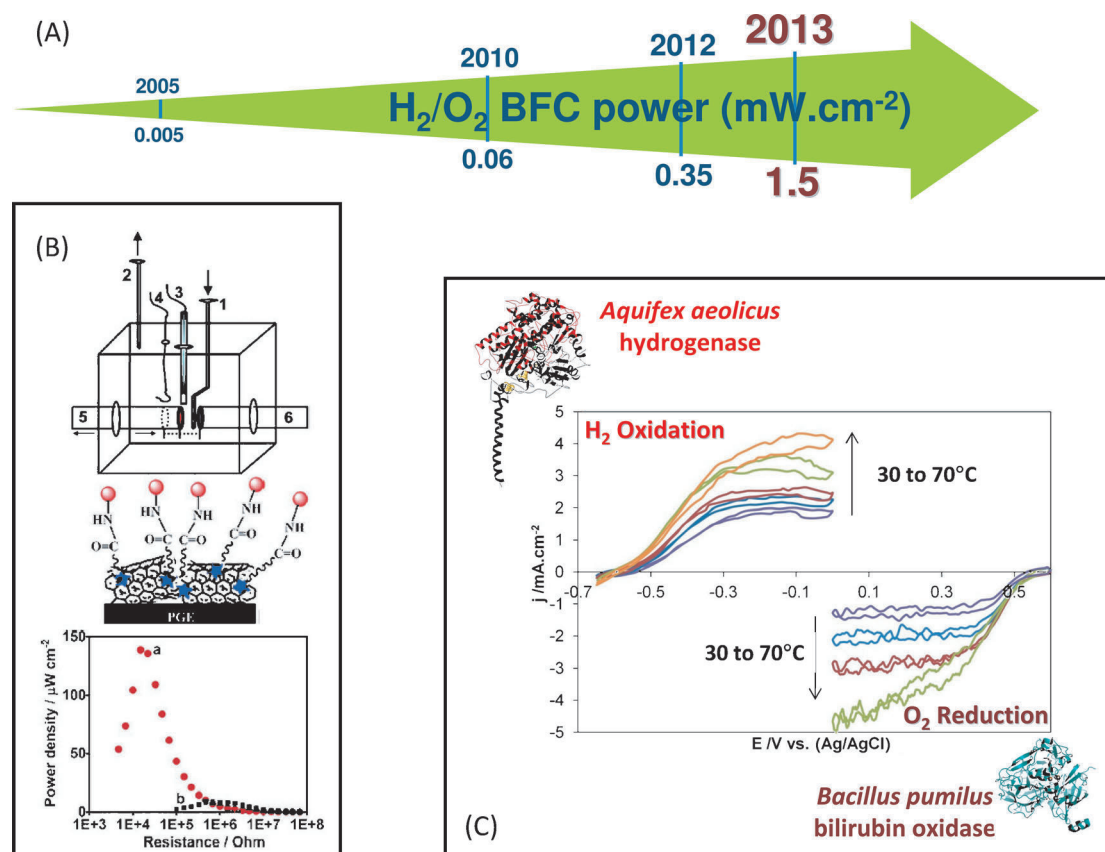 (A)
2005
2010
2012
2013
H₂/O₂ BFC power (mW.cm⁻²)
0.005
0.06
0.35
1.5
(B)
2
4
3
1
5
6
NH
NH
NH
NH
NH
O=C
C=O
C=O
C=O
C=O
PGE
Power density / µW cm⁻²
150
100
50
0
a
b
1E+3 1E+4 1E+5 1E+6 1E+7 1E+8
Resistance / Ohm
Aquifex aeolicus
hydrogenase
H₂ Oxidation
30 to 70°C
j /mA.cm⁻²
5
4
3
2
1
0
-1
-2
-3
-4
-5
-0.7 -0.5 -0.3 -0.1 0.1 0.3 0.5
30 to 70°C
O₂ Reduction
E /V vs. (Ag/AgCl)
Bacillus pumilus
bilirubin oxidase
(C)